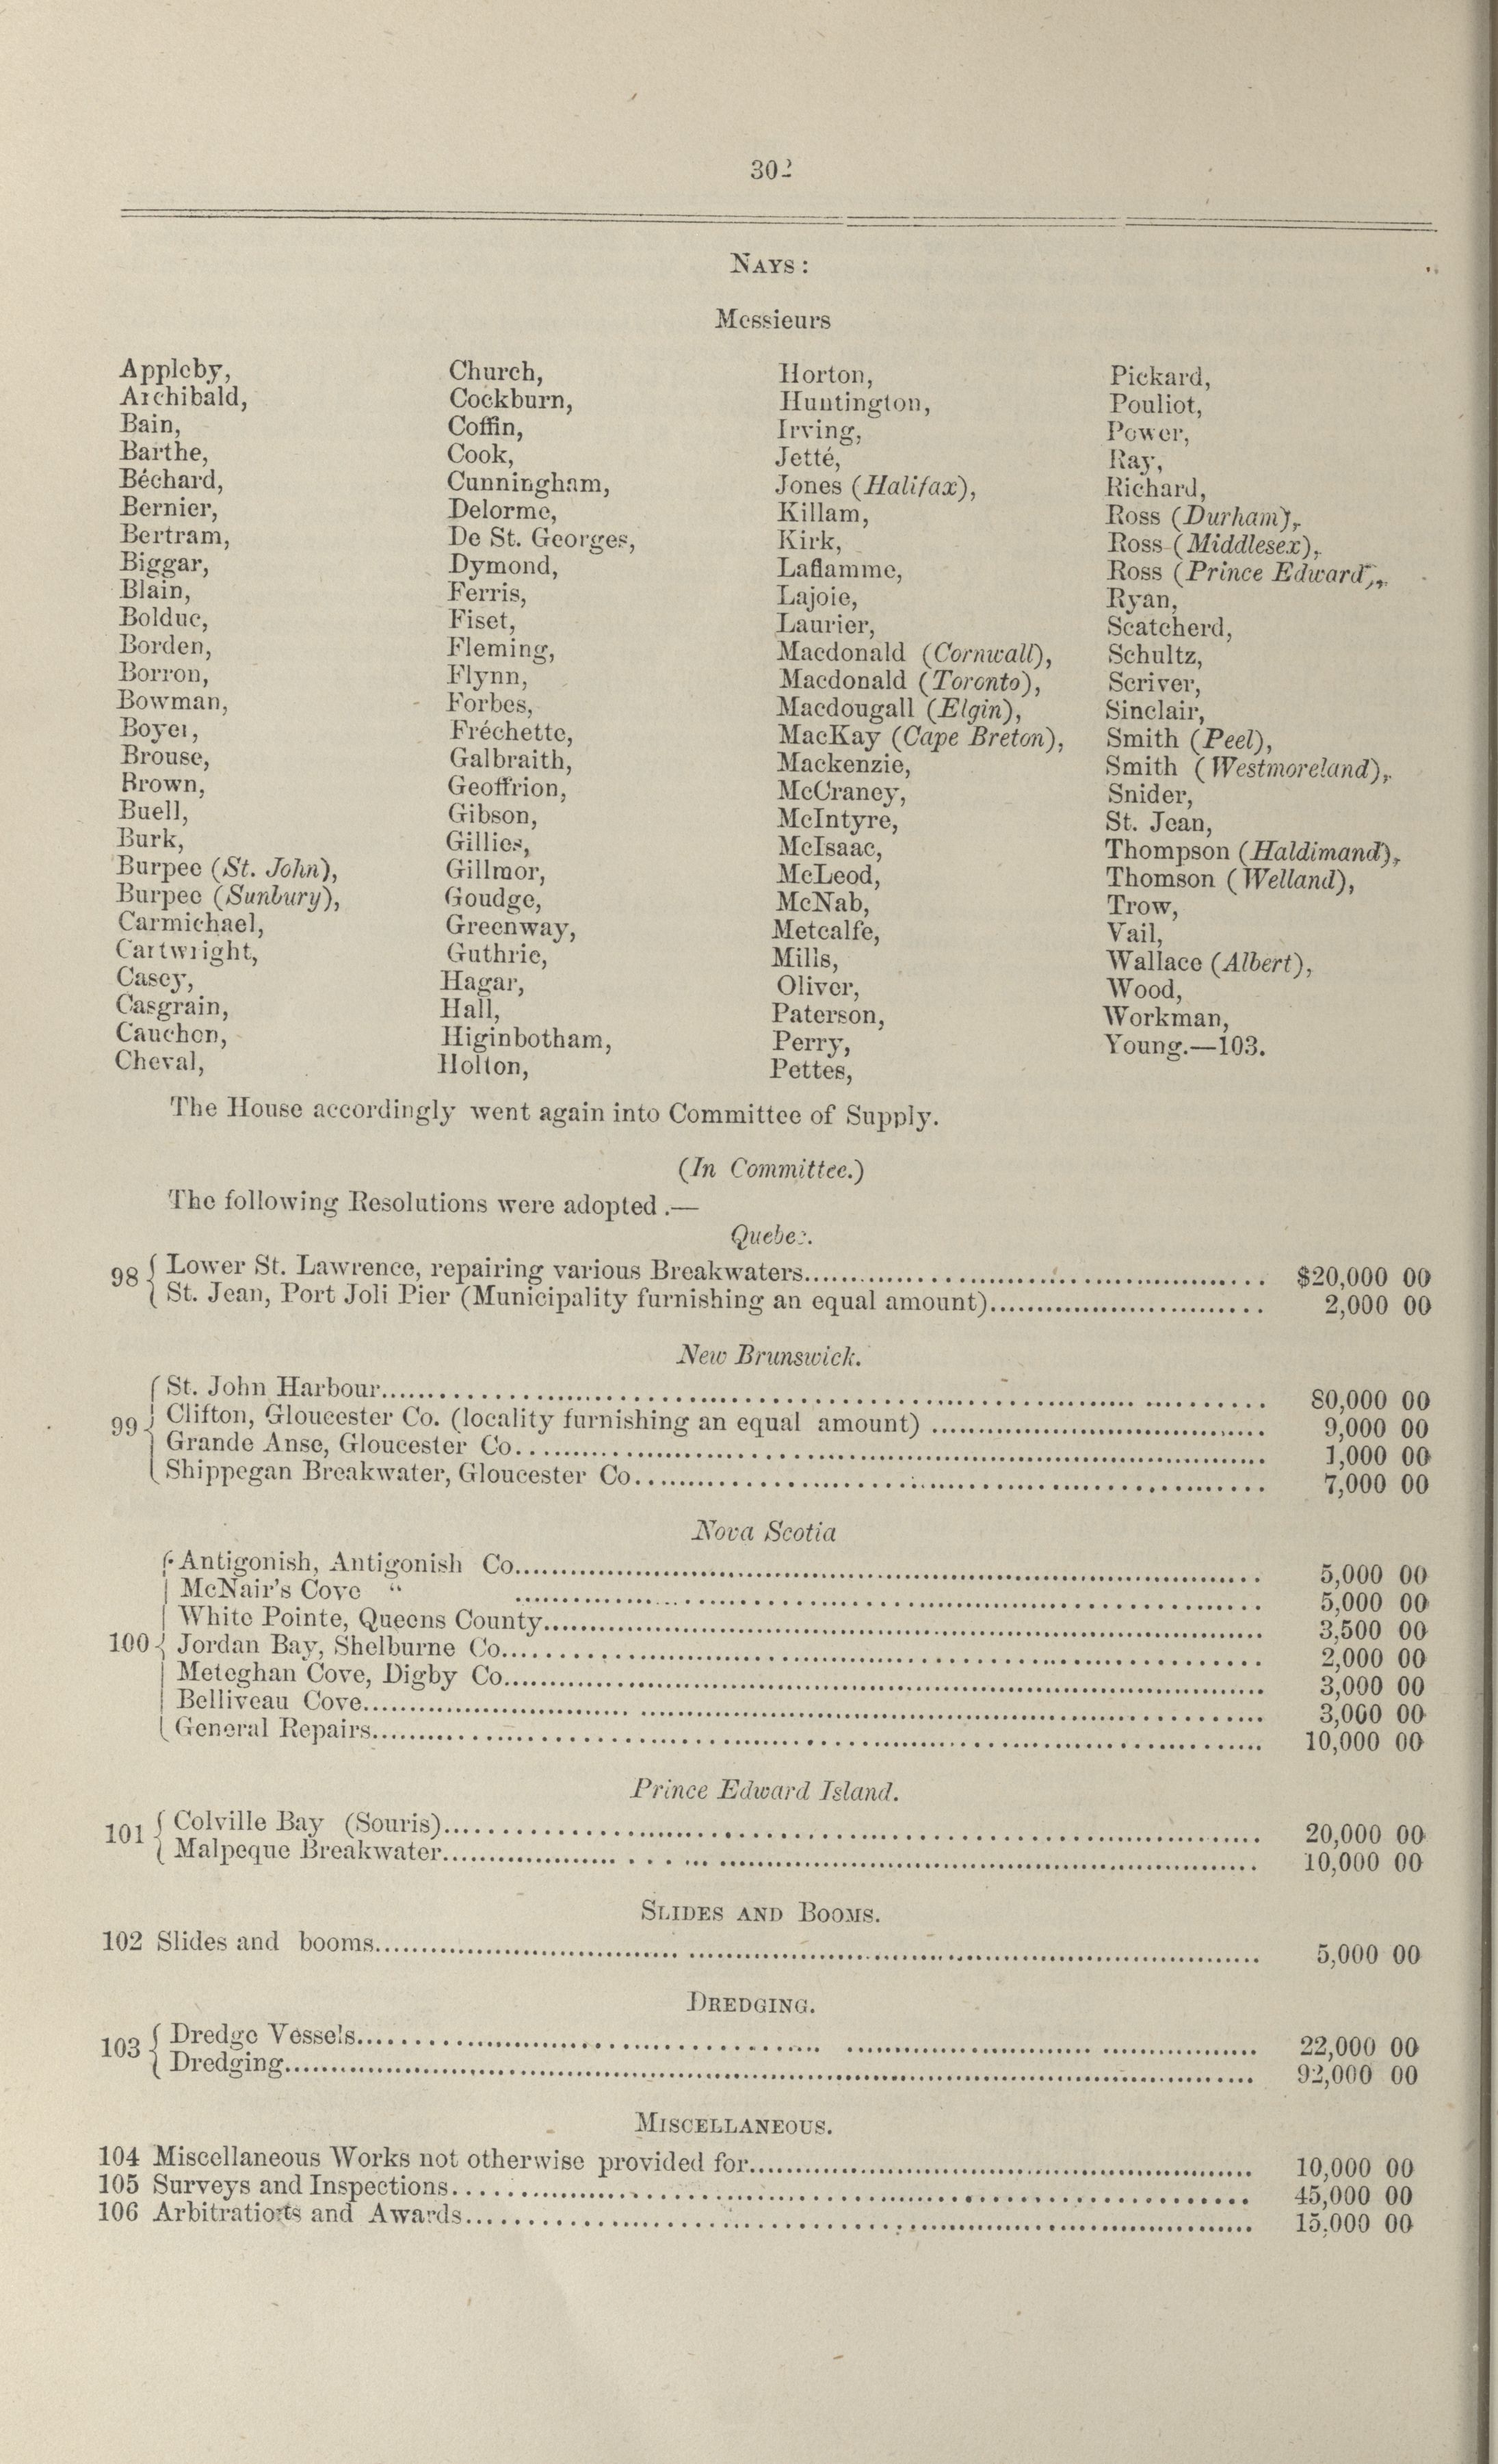 302
NAYS:
Messieurs
Appleby,
Archibald,
Bain,
Barthe,
Béchard,
Bernier,
Bertram,
Biggar,
Blain,
Bolduc,
Borden,
Borron,
Bowman,
Boyer,
Brouse,
Brown,
Buell,
Burk,
Burpee (St. John),
Burpee (Sunbury),
Carmichael,
Cartwright,
Casey,
Casgrain,
Cauchon,
Cheval,
Church,
Cockburn,
Coffin,
Cook,
Cunningham,
Delorme,
De St. Georges,
Dymond,
Ferris,
Fiset,
Fleming,
Flynn,
Forbes,
Fréchette,
Galbraith,
Geoffrion,
Gibson,
Gillies,
Gillmor,
Goudge,
Greenway,
Guthrie,
Hagar,
Hall,
Higinbotham,
Holton,
Horton,
Huntington,
Irving,
Jetté,
Jones (Halifax),
Killam,
Kirk,
Laflamme,
Lajoie,
Laurier,
Macdonald (Cornwall),
Macdonald (Toronto),
Macdougall (Elgin),
MacKay (Cape Breton),
Mackenzie,
McCraney,
McIntyre,
McIsaac,
McLeod,
McNab,
Metcalfe,
Mills,
Oliver,
Paterson,
Perry,
Pettes,
Pickard,
Pouliot,
Power,
Ray,
Richard,
Ross (Durham),
Ross (Middlesex),
Ross (Prince Edward),
Ryan,
Scatcherd,
Schultz,
Scriver,
Sinclair,
Smith (Peel),
Smith (Westmoreland),
Snider,
St. Jean,
Thompson (Haldimand),
Thomson (Welland),
Trow,
Vail,
Wallace (Albert),
Wood,
Workman,
Young.—103.
The House accordingly went again into Committee of Supply.
(In Committee.)
The following Resolutions were adopted .—
Quebec.
98 { Lower St. Lawrence, repairing various Breakwaters........ $20,000 00
St. Jean, Port Joli Pier (Municipality furnishing an equal amount)........ 2,000 00
New Brunswick.
St. John Harbour........ 80,000 00
99 { Clifton, Gloucester Co. (locality furnishing an equal amount) ........ 9,000 00
Grande Anse, Gloucester Co........ 1,000 00
Shippegan Breakwater, Gloucester Co........ 7,000 00
Nova Scotia
Antigonish, Antigonish Co........ 5,000 00
McNair's Cove " ........ 5,000 00
White Pointe, Queens County........ 3,500 00
100 { Jordan Bay, Shelburne Co........ 2,000 00
Meteghan Cove, Digby Co........ 3,000 00
Belliveau Cove........ 3,000 00
General Repairs........ 10,000 00
Prince Edward Island.
101 { Colville Bay (Souris)........ 20,000 00
Malpeque Breakwater........ 10,000 00
SLIDES AND BOOMS.
102 Slides and booms........ 5,000 00
DREDGING.
103 { Dredge Vessels........ 22,000 00
Dredging........ 92,000 00
MISCELLANEOUS.
104 Miscellaneous Works not otherwise provided for........ 10,000 00
105 Surveys and Inspections........ 45,000 00
106 Arbitrations and Awards........ 15,000 00